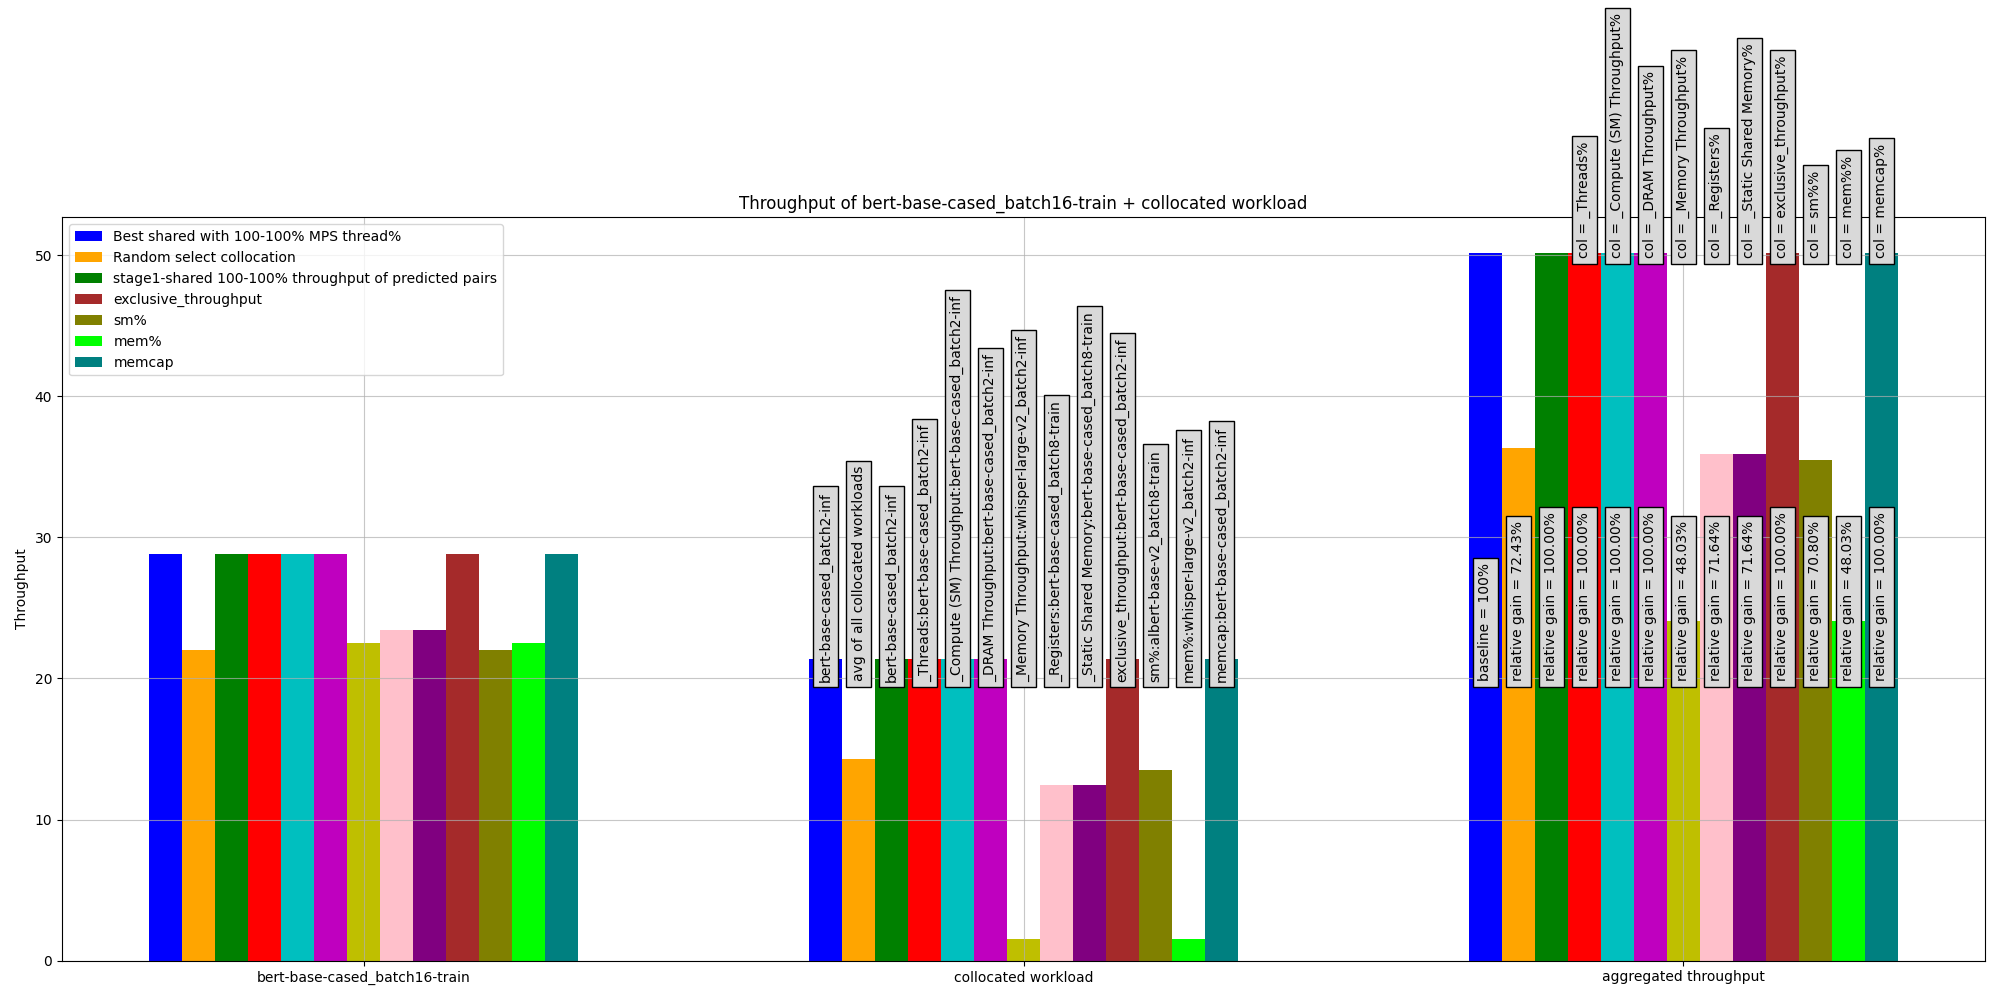 col = _Threads%
col = _Compute (SM) Throughput%
col = _DRAM Throughput%
col = _Memory Throughput%
col = _Registers%
col = _Static Shared Memory%
col = exclusive_throughput%
col = sm%%
col = mem%%
col = memcap%
Throughput of bert-base-cased_batch16-train + collocated workload
Best shared with 100-100% MPS thread%
Random select collocation
stage1-shared 100-100% throughput of predicted pairs
exclusive_throughput
sm%
mem%
memcap
Throughput
50
40
30
20
10
0
bert-base-cased_batch2-inf
avg of all collocated workloads
bert-base-cased_batch2-inf
_Threads:bert-base-cased_batch2-inf
_Compute (SM) Throughput:bert-base-cased_batch2-inf
_DRAM Throughput:bert-base-cased_batch2-inf
_Memory Throughput:whisper-large-v2_batch2-inf
_Registers:bert-base-cased_batch8-train
_Static Shared Memory:bert-base-cased_batch8-train
exclusive_throughput:bert-base-cased_batch2-inf
sm%:albert-base-v2_batch8-train
mem%:whisper-large-v2_batch2-inf
memcap:bert-base-cased_batch2-inf
baseline = 100%
relative gain = 72.43%
relative gain = 100.00%
relative gain = 100.00%
relative gain = 100.00%
relative gain = 100.00%
relative gain = 48.03%
relative gain = 71.64%
relative gain = 71.64%
relative gain = 100.00%
relative gain = 70.80%
relative gain = 48.03%
relative gain = 100.00%
bert-base-cased_batch16-train
collocated workload
aggregated throughput